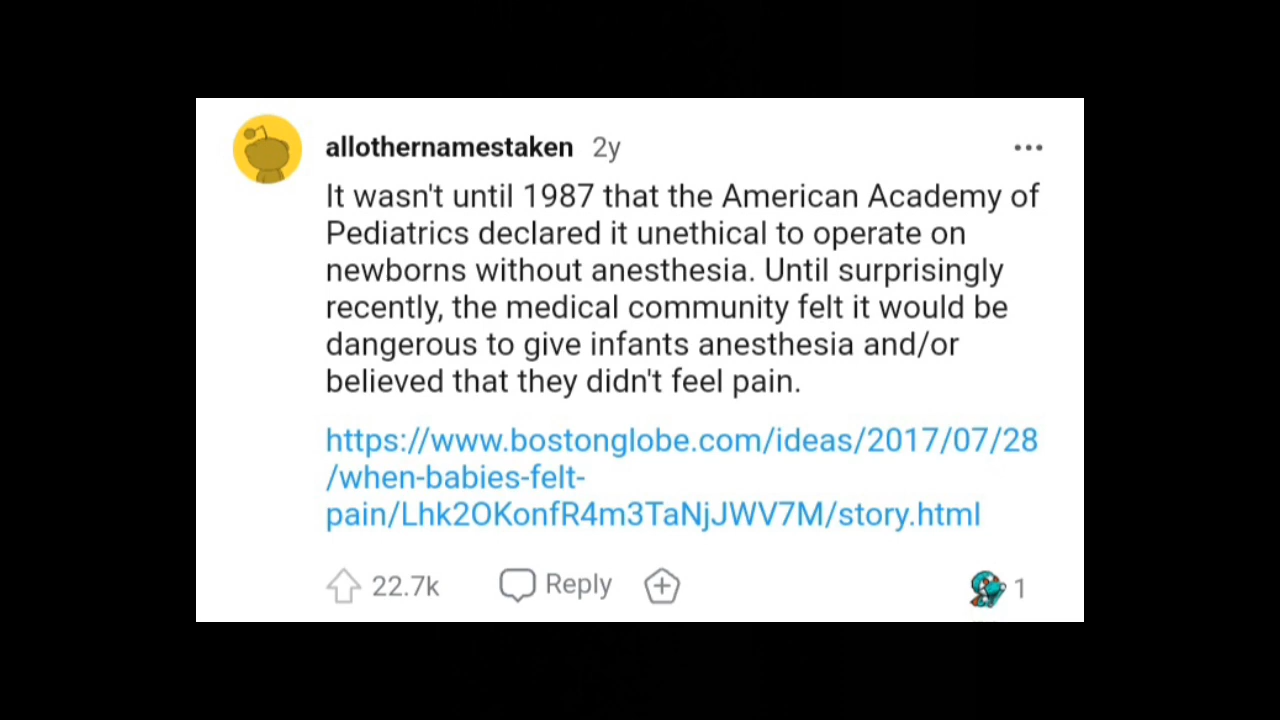 allothernamestaken 2y
It wasn't until 1987 that the American Academy of
Pediatrics declared it unethical to operate on
newborns without anesthesia. Until surprisingly
recently, the medical community felt it would be
dangerous to give infants anesthesia and/or
believed that they didn't feel pain.
https://www.bostonglobe.com/ideas/2017/07/28
/when-babies-felt-
pain/Lhk2OKonfR4m3TaNjJWV7M/story.html
22.7k Reply 1